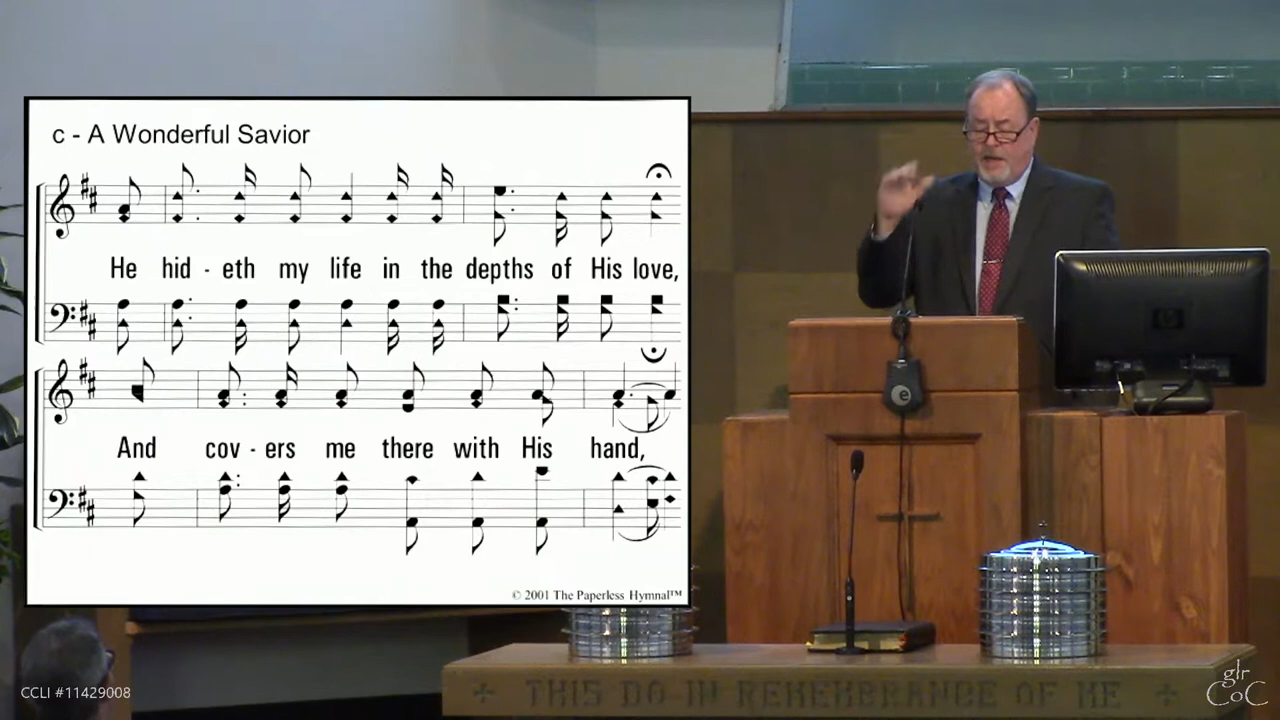 c - A Wonderful Savior
He hid - eth my life in the depths of His love,
And cov - ers me there with His hand,
© 2001 The Paperless Hymnal™
hp
e
THIS DO IN REMEMBRANCE OF ME
CCLI #11429008
glr
CoC